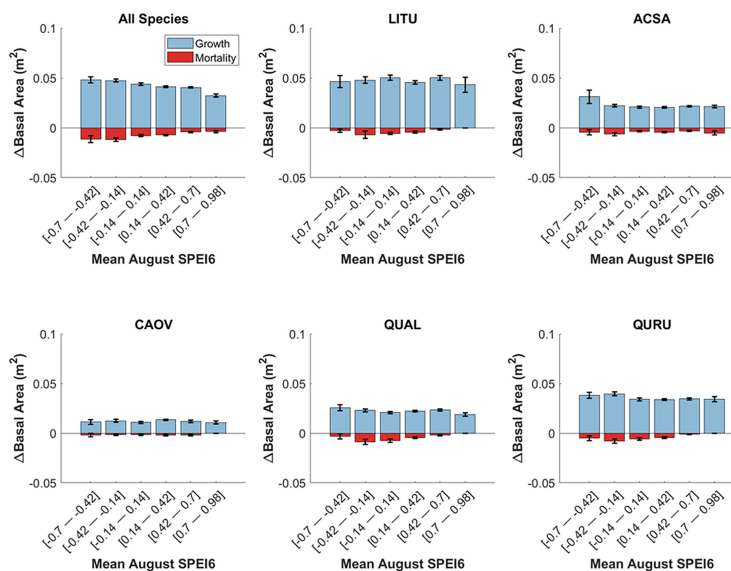 All Species
0.1
0.05
0
-0.05
ΔBasal Area (m²)
Growth
Mortality
[-0.7 — -0.42]
[-0.42 — -0.14]
[-0.14 — 0.14]
[0.14 — 0.42]
[0.42 — 0.7]
[0.7 — 0.98]
Mean August SPEI6
LITU
0.1
0.05
0
-0.05
ΔBasal Area (m²)
[-0.7 — -0.42]
[-0.42 — -0.14]
[-0.14 — 0.14]
[0.14 — 0.42]
[0.42 — 0.7]
[0.7 — 0.98]
Mean August SPEI6
ACSA
0.1
0.05
0
-0.05
ΔBasal Area (m²)
[-0.7 — -0.42]
[-0.42 — -0.14]
[-0.14 — 0.14]
[0.14 — 0.42]
[0.42 — 0.7]
[0.7 — 0.98]
Mean August SPEI6
CAOV
0.1
0.05
0
-0.05
ΔBasal Area (m²)
[-0.7 — -0.42]
[-0.42 — -0.14]
[-0.14 — 0.14]
[0.14 — 0.42]
[0.42 — 0.7]
[0.7 — 0.98]
Mean August SPEI6
QUAL
0.1
0.05
0
-0.05
ΔBasal Area (m²)
[-0.7 — -0.42]
[-0.42 — -0.14]
[-0.14 — 0.14]
[0.14 — 0.42]
[0.42 — 0.7]
[0.7 — 0.98]
Mean August SPEI6
QURU
0.1
0.05
0
-0.05
ΔBasal Area (m²)
[-0.7 — -0.42]
[-0.42 — -0.14]
[-0.14 — 0.14]
[0.14 — 0.42]
[0.42 — 0.7]
[0.7 — 0.98]
Mean August SPEI6